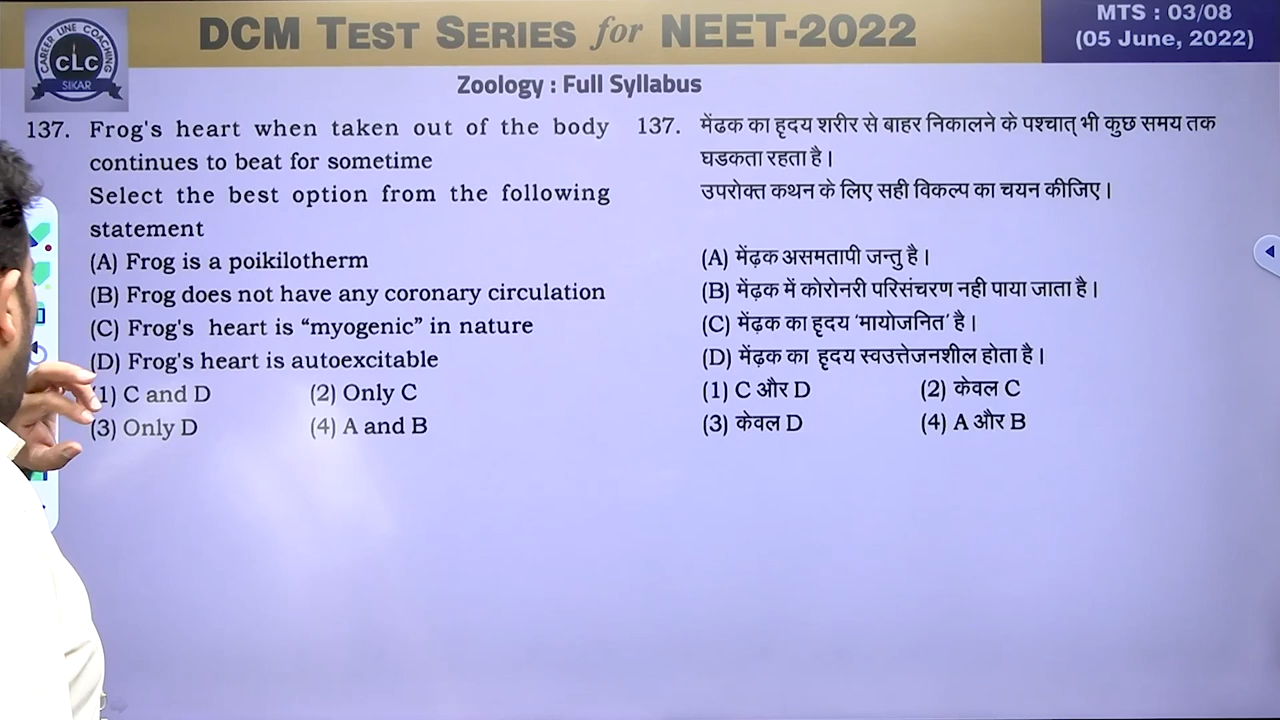 DCM TEST SERIES for NEET-2022
MTS : 03/08
(05 June, 2022)
CAREER LINE COACHING
CLC
SIKAR
Zoology : Full Syllabus
137. Frog's heart when taken out of the body
continues to beat for sometime
Select the best option from the following
statement
(A) Frog is a poikilotherm
(B) Frog does not have any coronary circulation
(C) Frog's heart is “myogenic” in nature
(D) Frog's heart is autoexcitable
1) C and D (2) Only C
(3) Only D (4) A and B
137. मेंढक का हृदय शरीर से बाहर निकालने के पश्चात् भी कुछ समय तक
घडकता रहता है।
उपरोक्त कथन के लिए सही विकल्प का चयन कीजिए।
(A) मेंढ़क असमतापी जन्तु है।
(B) मेंढ़क में कोरोनरी परिसंचरण नही पाया जाता है।
(C) मेंढ़क का हृदय ‘मायोजनित’ है।
(D) मेंढ़क का हृदय स्वउत्तेजनशील होता है।
(1) C और D (2) केवल C
(3) केवल D (4) A और B